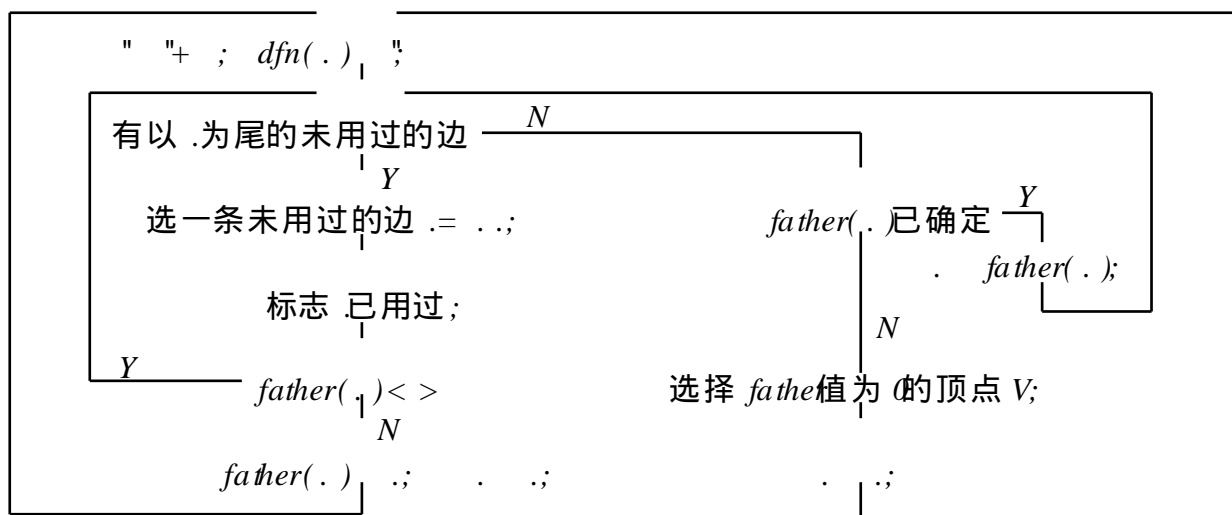 " "+ ; dfn( . ) ";
有以 .为尾的未用过的边 N
Y
选一条未用过的边 .= . .; father( . )已确定 Y
. father( . );
标志 .已用过;
N
Y father( . )< > 选择 father值为 0的顶点 V;
N
father( . ) .; . .; . .;